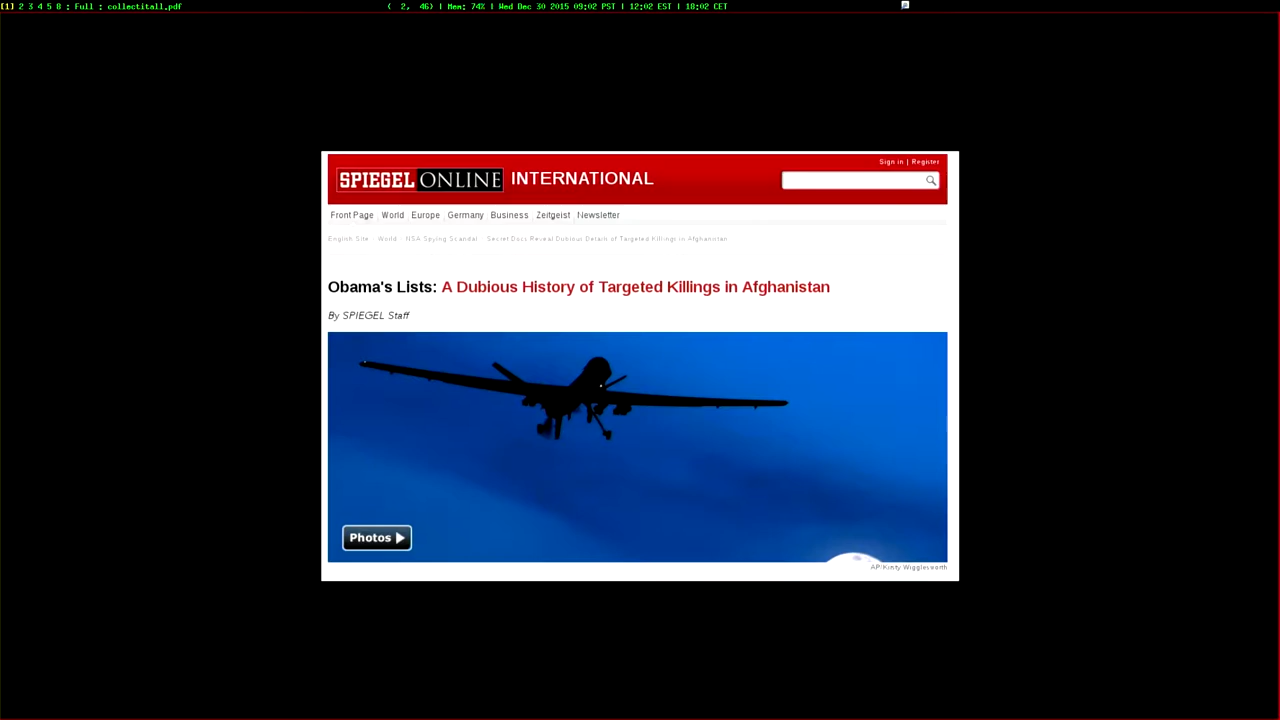 [1] 2 3 4 5 8 : Full : collectitall.pdf ( 2, 46) | Mem: 74% | Wed Dec 30 2015 09:02 PST | 12:02 EST | 18:02 CET
Sign in | Register
SPIEGEL ONLINE INTERNATIONAL
Front Page World Europe Germany Business Zeitgeist Newsletter
English Site World NSA Spying Scandal Secret Docs Reveal Dubious Details of Targeted Killings in Afghanistan
Obama's Lists: A Dubious History of Targeted Killings in Afghanistan
By SPIEGEL Staff
Photos
AP/Kirsty Wigglesworth